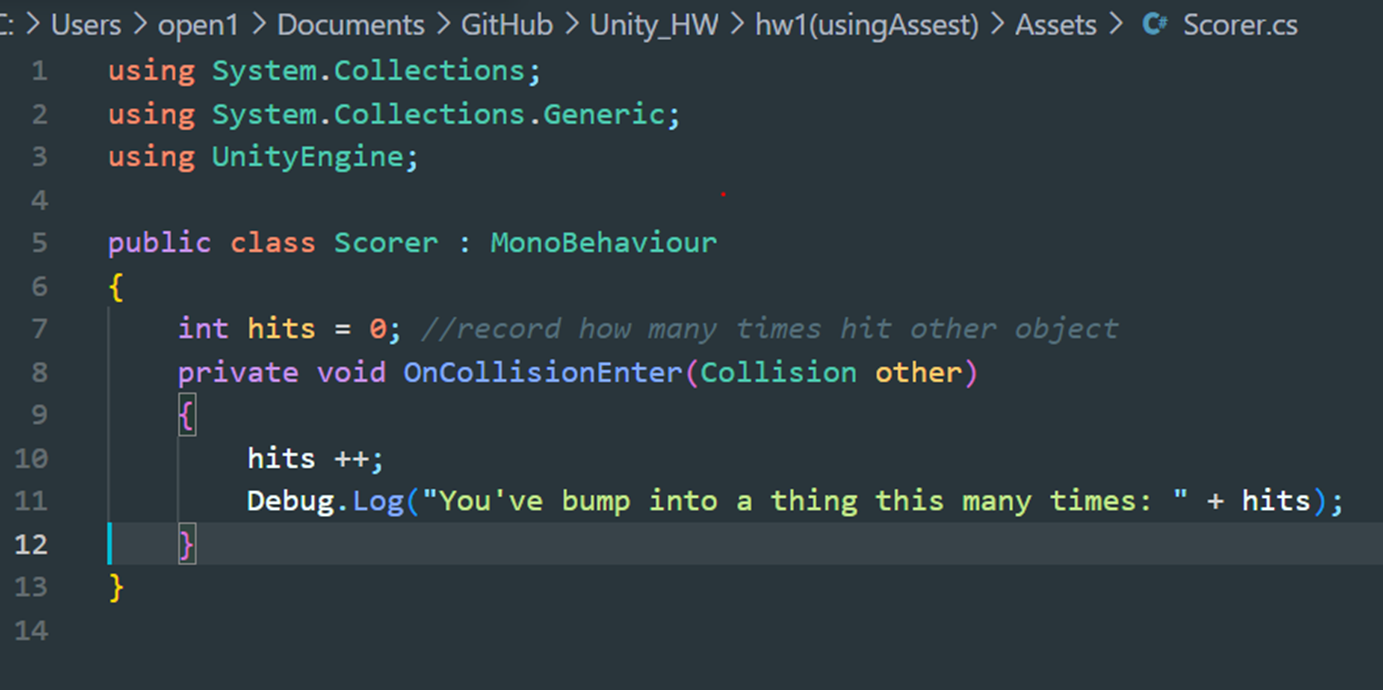 C: > Users > open1 > Documents > GitHub > Unity_HW > hw1(usingAssest) > Assets > C# Scorer.cs
1 using System.Collections;
2 using System.Collections.Generic;
3 using UnityEngine;
4
5 public class Scorer : MonoBehaviour
6 {
7 int hits = 0; //record how many times hit other object
8 private void OnCollisionEnter(Collision other)
9 {
10 hits ++;
11 Debug.Log("You've bump into a thing this many times: " + hits);
12 }
13 }
14